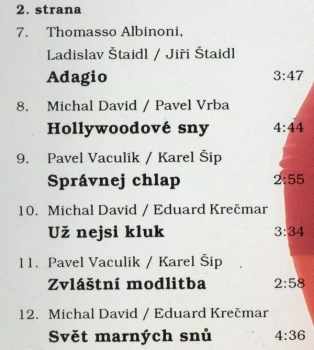 2. strana
7. Thomasso Albinoni,
Ladislav Štaidl / Jiří Štaidl
Adagio 3:47
8. Michal David / Pavel Vrba
Hollywoodové sny 4:44
9. Pavel Vaculík / Karel Šíp
Správnej chlap 2:55
10. Michal David / Eduard Krečmar
Už nejsi kluk 3:34
11. Pavel Vaculík / Karel Šíp
Zvláštní modlitba 2:58
12. Michal David / Eduard Krečmar
Svět marných snů 4:36